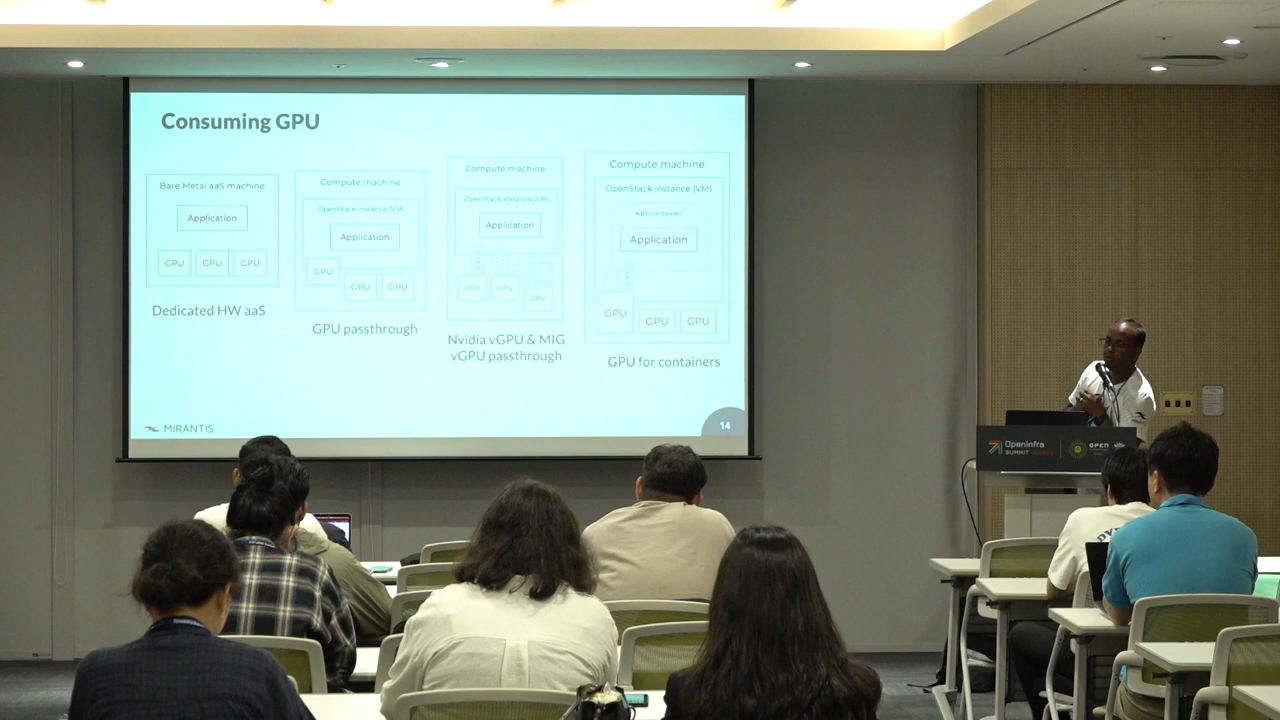 Consuming GPU
Bare Metal aaS machine
Application
GPU
GPU
GPU
Dedicated HW aaS
Compute machine
OpenStack instance (VM)
Application
GPU
GPU
GPU
GPU passthrough
Compute machine
OpenStack instance (VM)
Application
GPU
GPU
GPU
Nvidia vGPU & MIG
vGPU passthrough
Compute machine
OpenStack instance (VM)
K8s container
Application
GPU
GPU
GPU
GPU for containers
MIRANTIS
14
OpenInfra
SUMMIT
OPEN